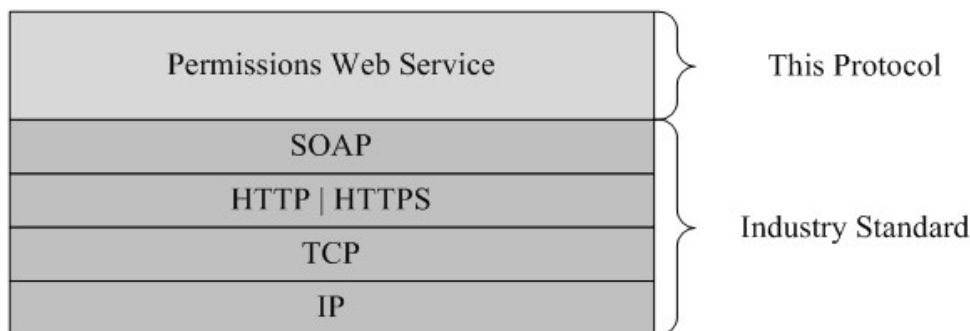 Permissions Web Service
This Protocol
SOAP
HTTP | HTTPS
TCP
IP
Industry Standard